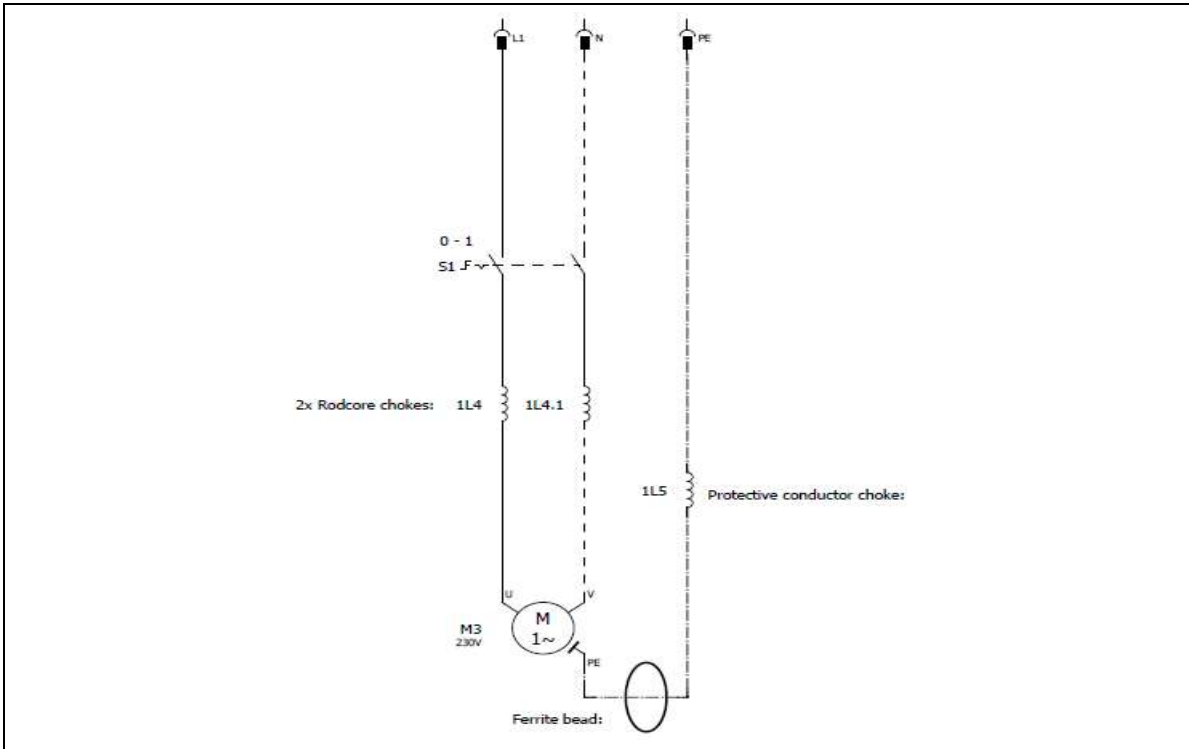 L1
N
PE
0 - 1
S1
2x Rodcore chokes:
1L4
1L4.1
1L5
Protective conductor choke:
U
V
M
1~
M3
230V
PE
Ferrite bead: